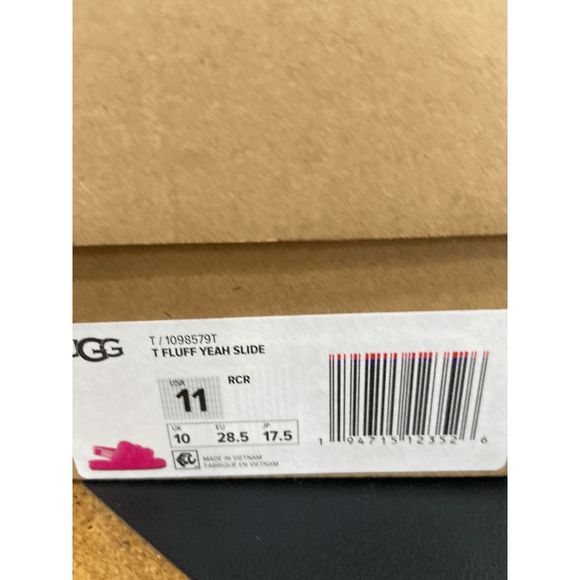 UGG
T / 1098579T
T FLUFF YEAH SLIDE
USA
11
RCR
UK EU JP
10 28.5 17.5
MADE IN VIETNAM
FABRIQUÉ EN VIETNAM
1 94715 12352 6